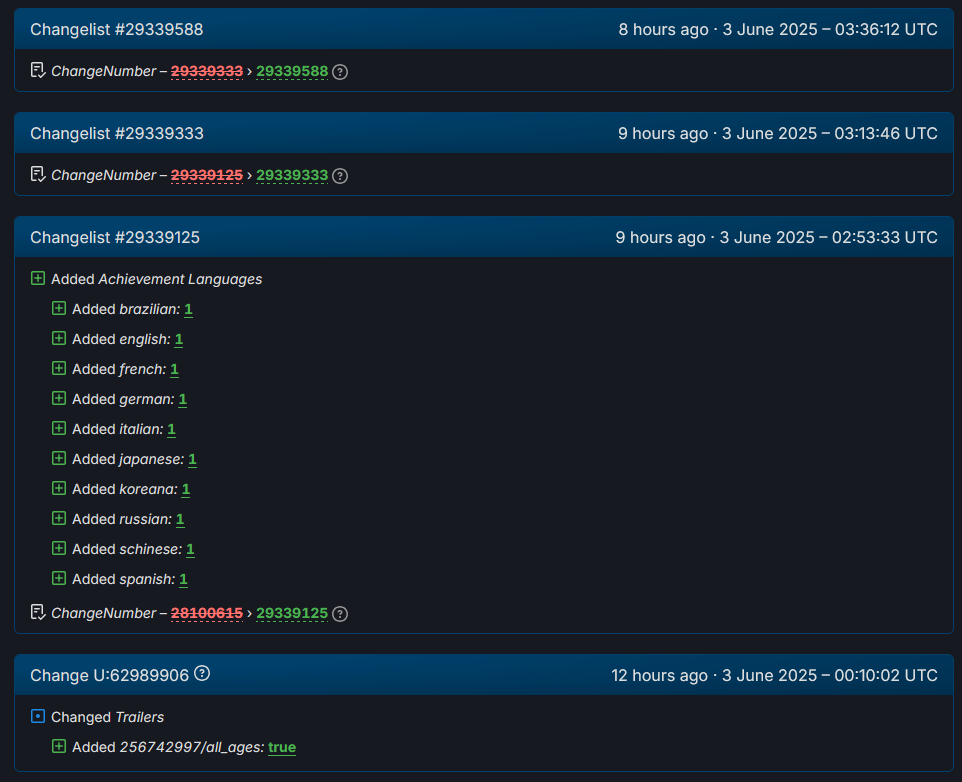 Changelist #29339588 8 hours ago · 3 June 2025 – 03:36:12 UTC
ChangeNumber – 29339333 › 29339588 ?
Changelist #29339333 9 hours ago · 3 June 2025 – 03:13:46 UTC
ChangeNumber – 29339125 › 29339333 ?
Changelist #29339125 9 hours ago · 3 June 2025 – 02:53:33 UTC
Added Achievement Languages
Added brazilian: 1
Added english: 1
Added french: 1
Added german: 1
Added italian: 1
Added japanese: 1
Added koreana: 1
Added russian: 1
Added schinese: 1
Added spanish: 1
ChangeNumber – 28100615 › 29339125 ?
Change U:62989906 ? 12 hours ago · 3 June 2025 – 00:10:02 UTC
Changed Trailers
Added 256742997/all_ages: true